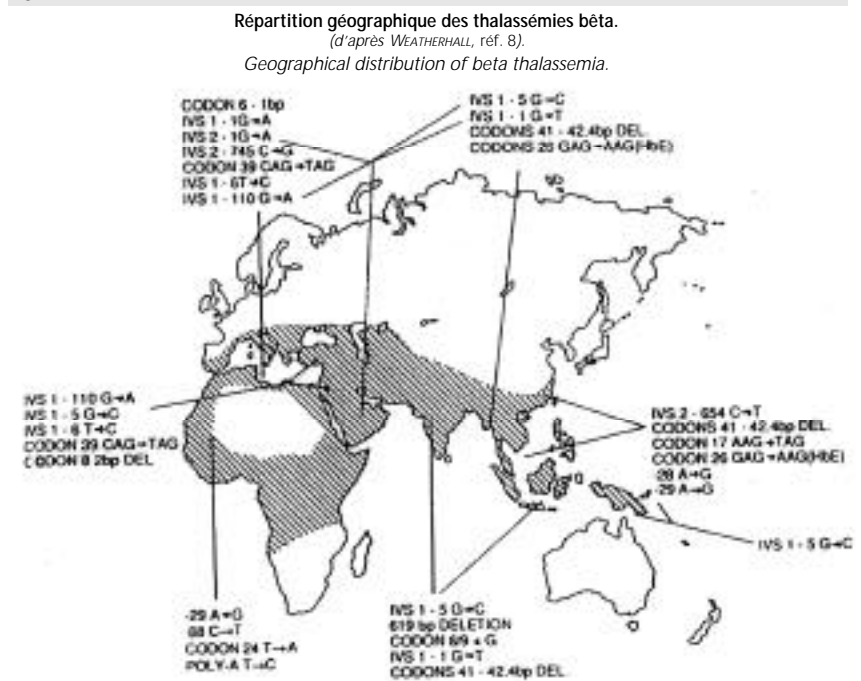 Répartition géographique des thalassémies bêta.
(d'après WEATHERHALL, réf. 8).
Geographical distribution of beta thalassemia.
CODON 6 - 1bp
IVS 1 - 1G→A
IVS 2 - 1G→A
IVS 2 - 745 C→G
CODON 39 CAG→TAG
IVS 1 - 6T→C
IVS 1 - 110 G→A
IVS 1 - 5 G→C
IVS 1 - 1 G→T
CODONS 41 - 42.4bp DEL.
CODONS 26 GAG→AAG(HbE)
IVS 1 - 110 G→A
IVS 1 - 5 G→C
IVS 1 - 6 T→C
CODON 39 CAG→TAG
CODON 8 2bp DEL
IVS 2 - 654 C→T
CODONS 41 - 42.4bp DEL.
CODON 17 AAG→TAG
CODON 26 GAG→AAG(HbE)
-28 A→G
-29 A→G
IVS 1 - 5 G→C
-29 A→G
88 C→T
CODON 24 T→A
POLY-A T→C
IVS 1 - 5 G→C
619 bp DELETION
CODON 8/9 + G
IVS 1 - 1 G→T
CODONS 41 - 42.4bp DEL.